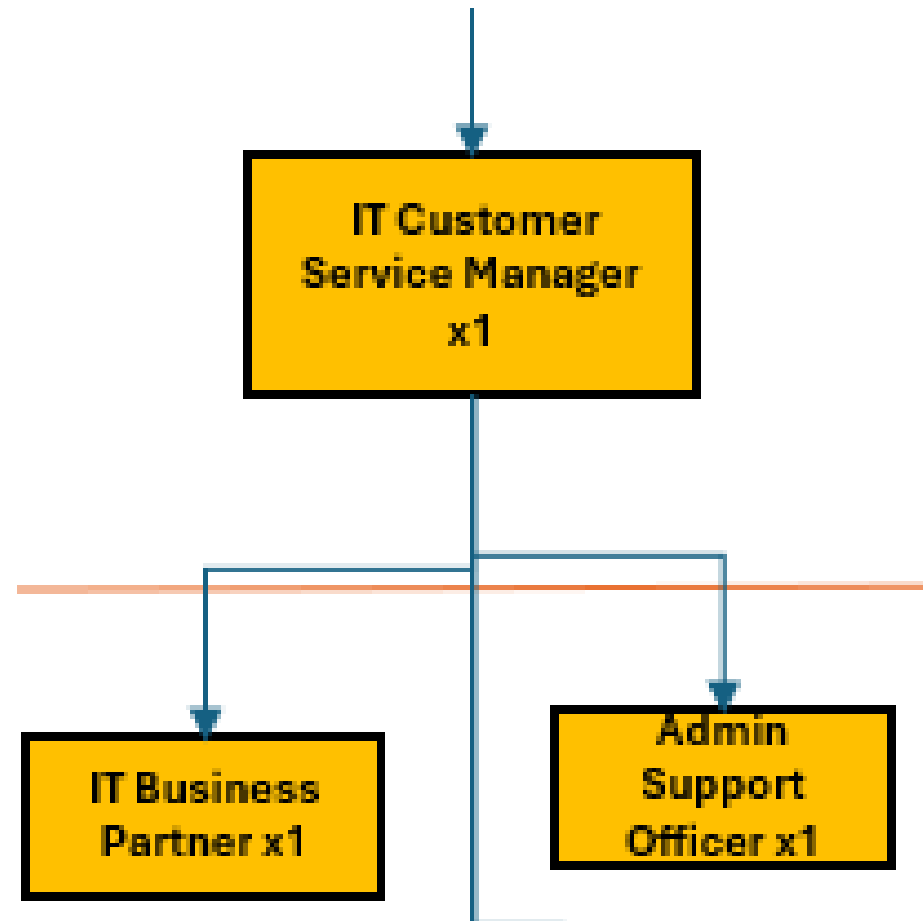 IT Customer
Service Manager
x1
IT Business
Partner x1
Admin
Support
Officer x1